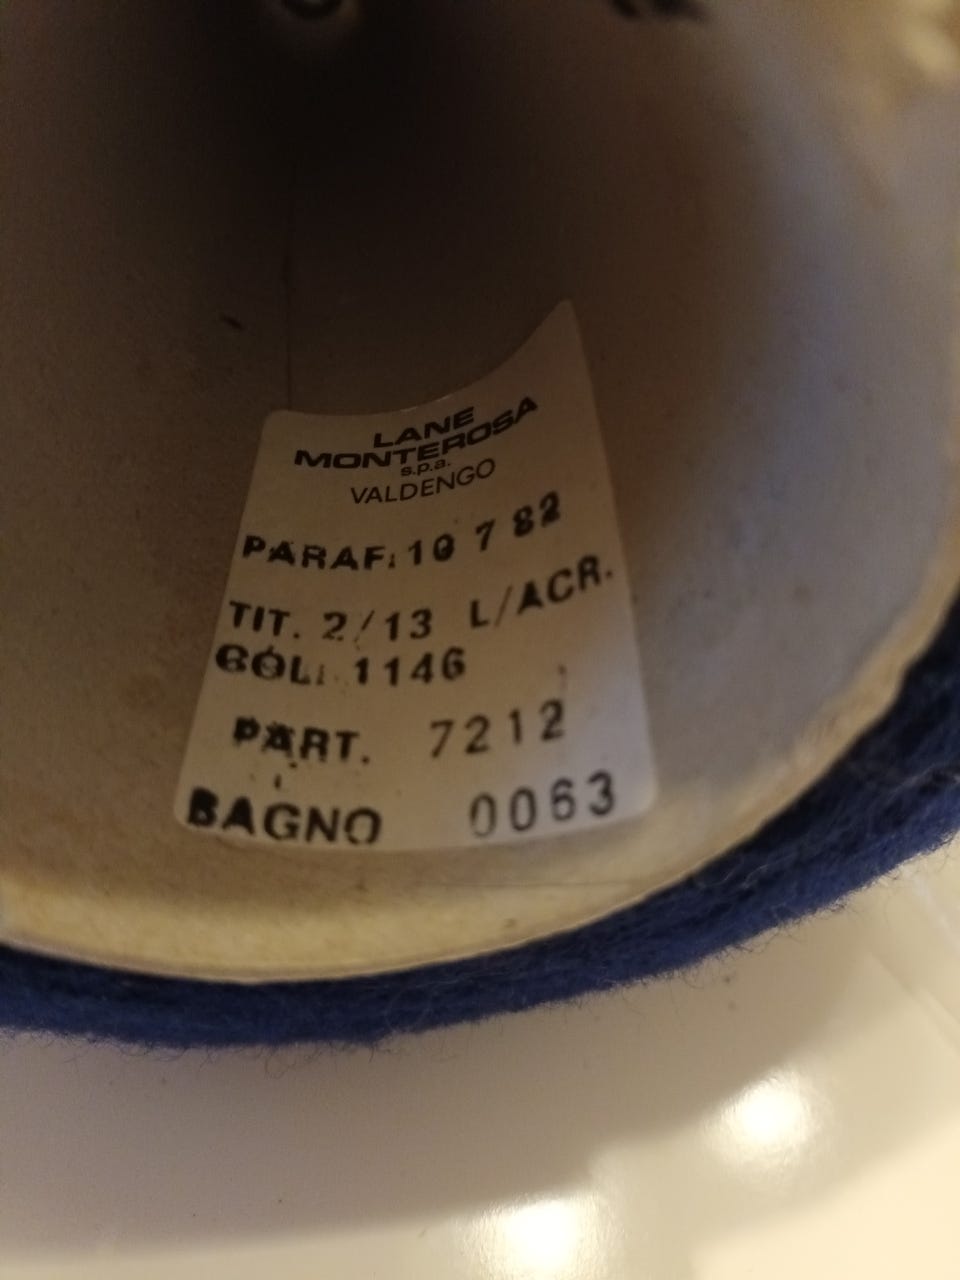 LANE
MONTEROSA
s.p.a.
VALDENGO
PARAF. 10 7 82
TIT. 2/13 L/ACR.
COL. 1146
PART. 7212
BAGNO 0063